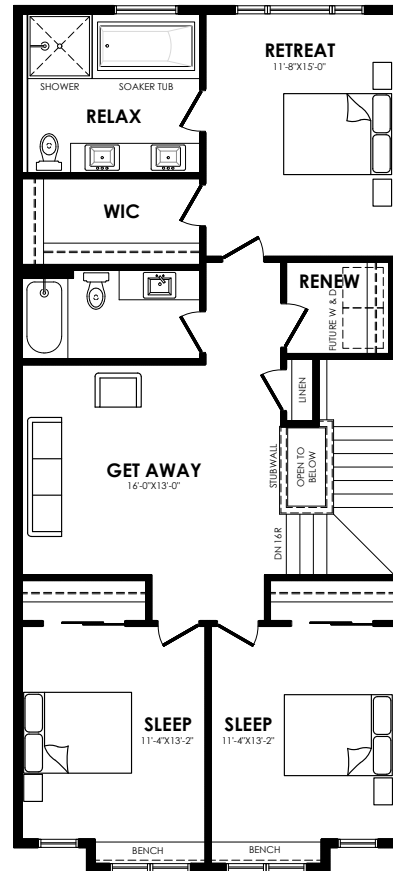 SHOWER
SOAKER TUB
RELAX
RETREAT
11'-8"X15'-0"
WIC
RENEW
FUTURE W & D
LINEN
GET AWAY
16'-0"X13'-0"
STUBWALL
OPEN TO
BELOW
DN 16R
SLEEP
11'-4"X13'-2"
SLEEP
11'-4"X13'-2"
BENCH
BENCH